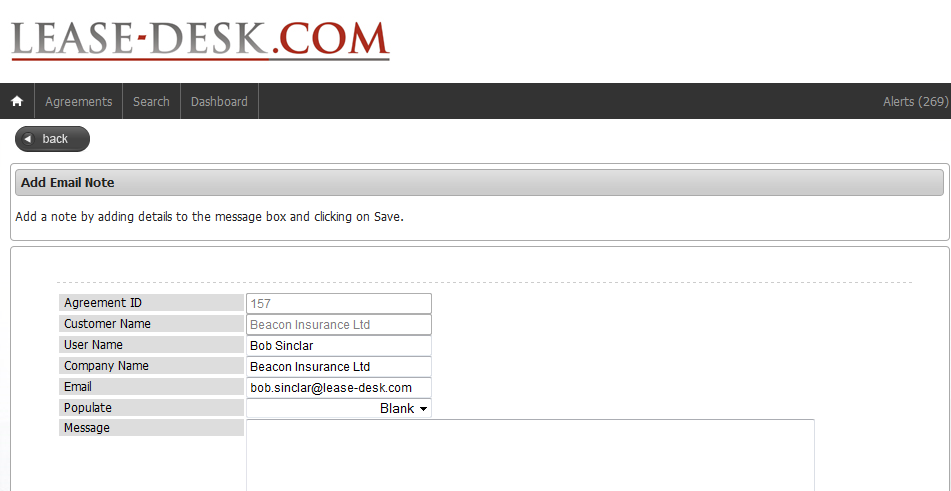 LEASE-DESK.COM
Agreements Search Dashboard Alerts (269)
back
Add Email Note
Add a note by adding details to the message box and clicking on Save.
Agreement ID 157
Customer Name Beacon Insurance Ltd
User Name Bob Sinclar
Company Name Beacon Insurance Ltd
Email bob.sinclar@lease-desk.com
Populate Blank
Message